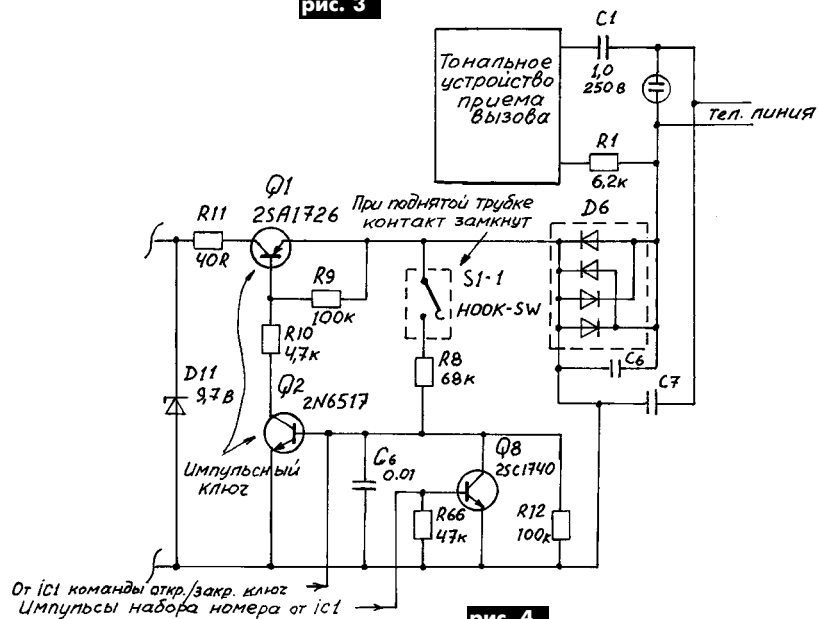 рис. 3
C1
1,0
250 В
Тональное
устройство
приема
вызова
тел. линия
R1
6,2к
Q1
2SA1726
При поднятой трубке
контакт замкнут
D6
R11
40R
R9
100к
S1-1
HOOK-SW
R10
4,7к
R8
68к
C6
C7
D11
9,7 В
Q2
2N6517
Импульсный
ключ
C6
0.01
Q8
2SC1740
R66
47к
R12
100к
От ic1 команды откр./закр. ключ
Импульсы набора номера от ic1
рис. 4